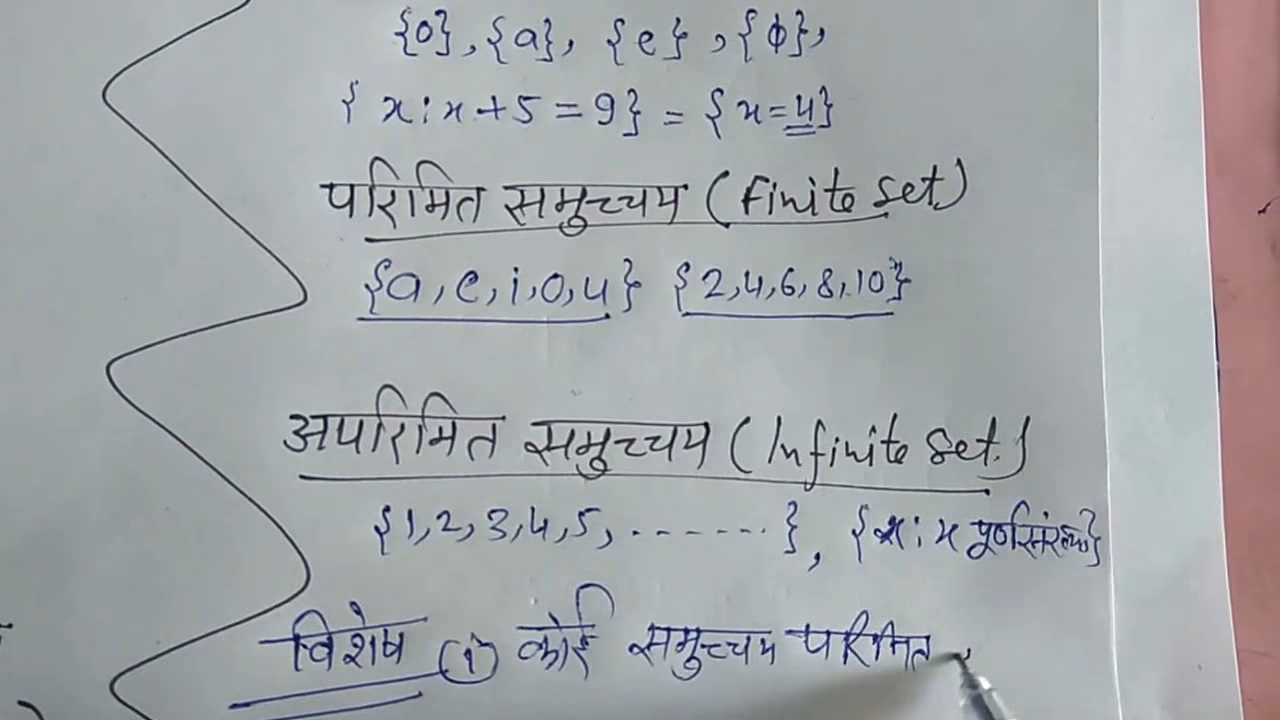 {0}, {a}, {e}, {ϕ},
{ x : x + 5 = 9} = {x = 4}
परिमित समुच्चय (Finite Set)
{a, e, i, o, u} {2, 4, 6, 8, 10}
अपरिमित समुच्चय (Infinite Set.)
{1, 2, 3, 4, 5, ....... }, {x : x पूर्णसंख्या}
विशेष (i) कोई समुच्चय परिमित